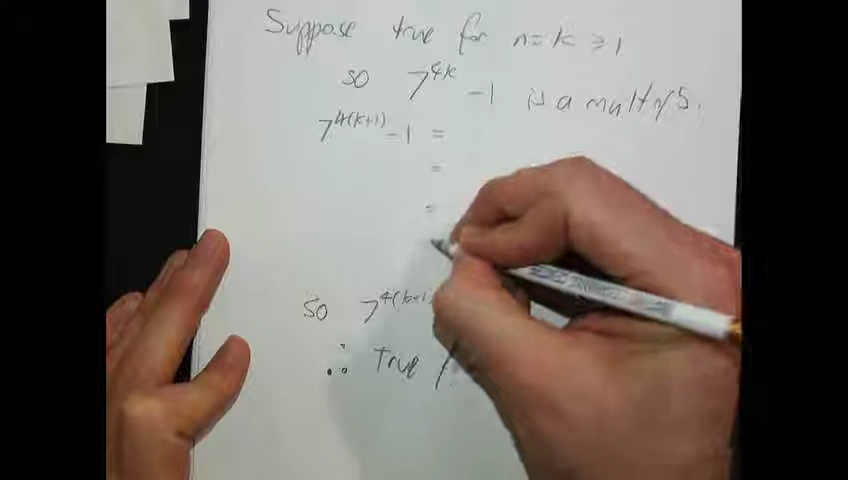 Suppose true for n = k ≥ 1
so 7^4k - 1 is a mult of 5.
7^4(k+1) - 1 =
=
=
so 7^4(k+1)
∴ True